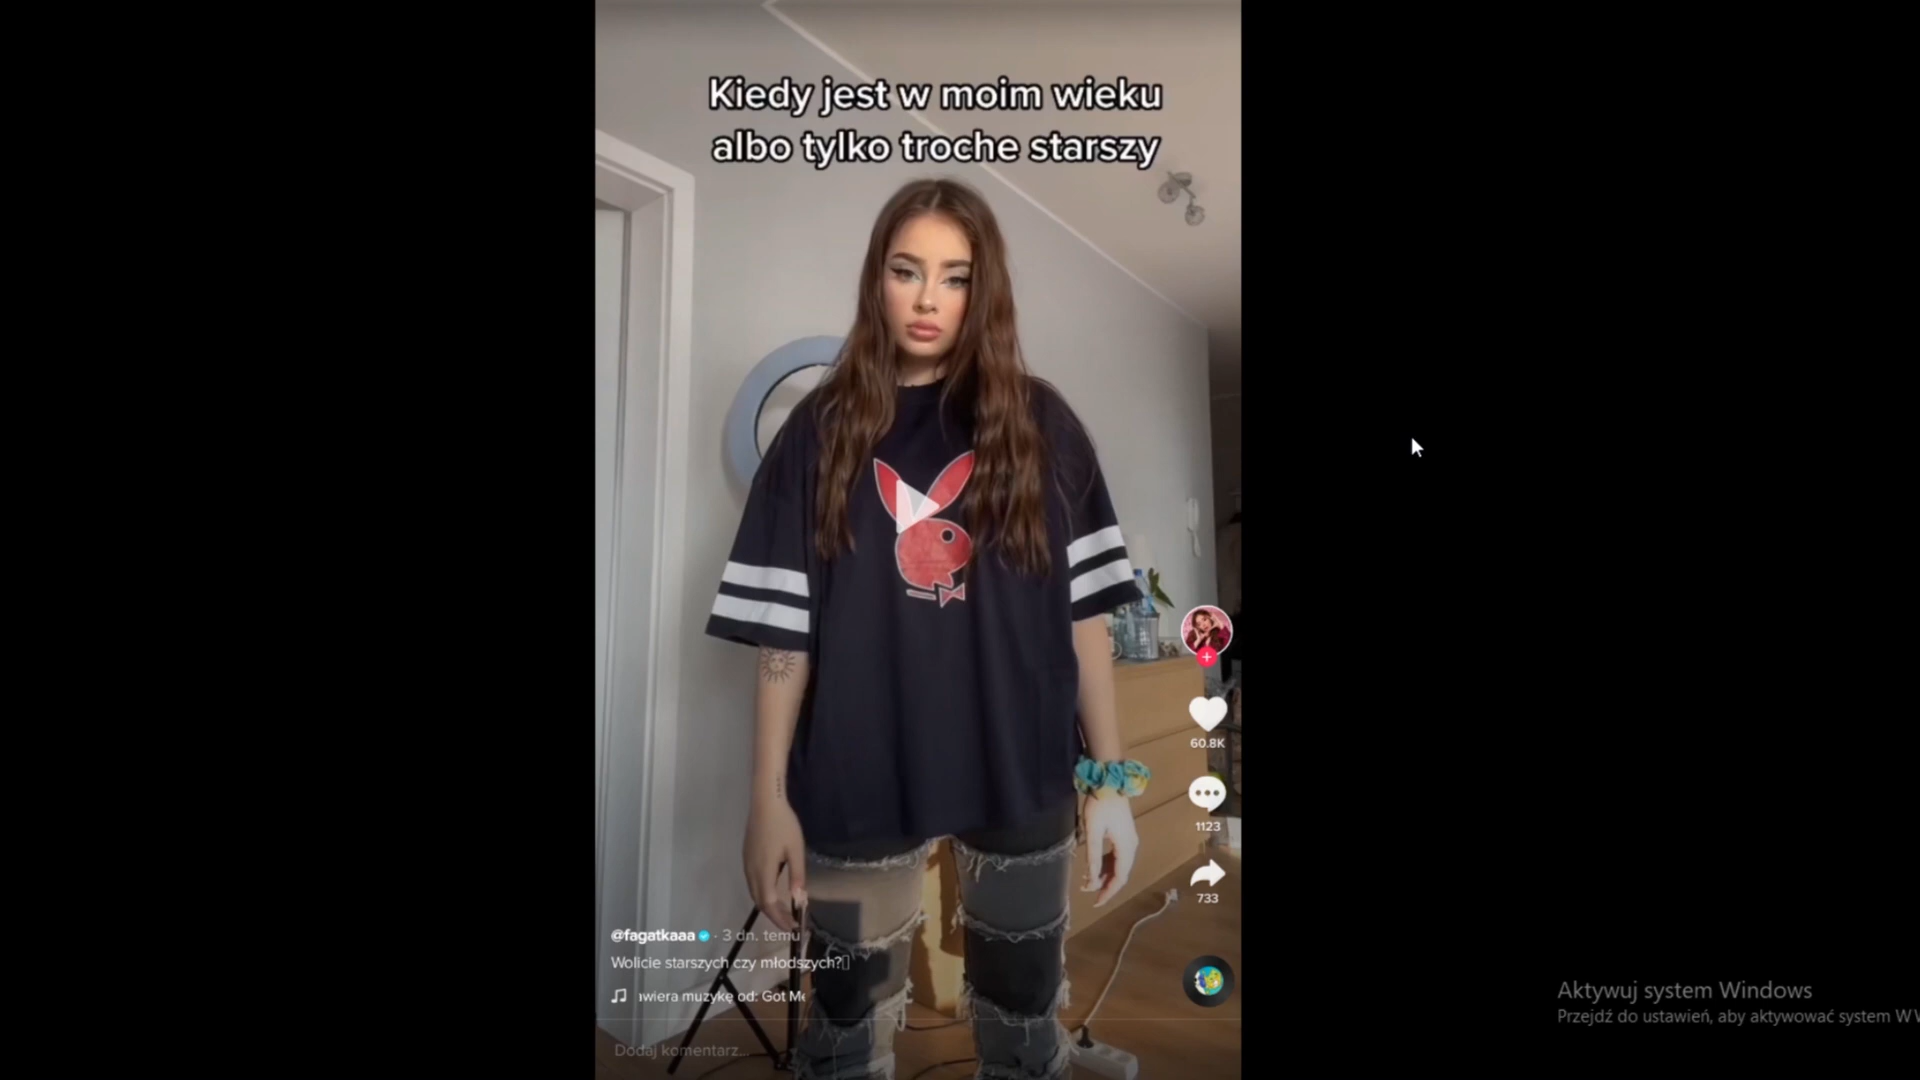 Kiedy jest w moim wieku
albo tylko troche starszy
60.8K
1123
733
@fagatkaaa · 3 dn. temu
Wolicie starszych czy młodszych?
wiera muzykę od: Got Me
Dodaj komentarz...
Aktywuj system Windows
Przejdź do ustawień, aby aktywować system W